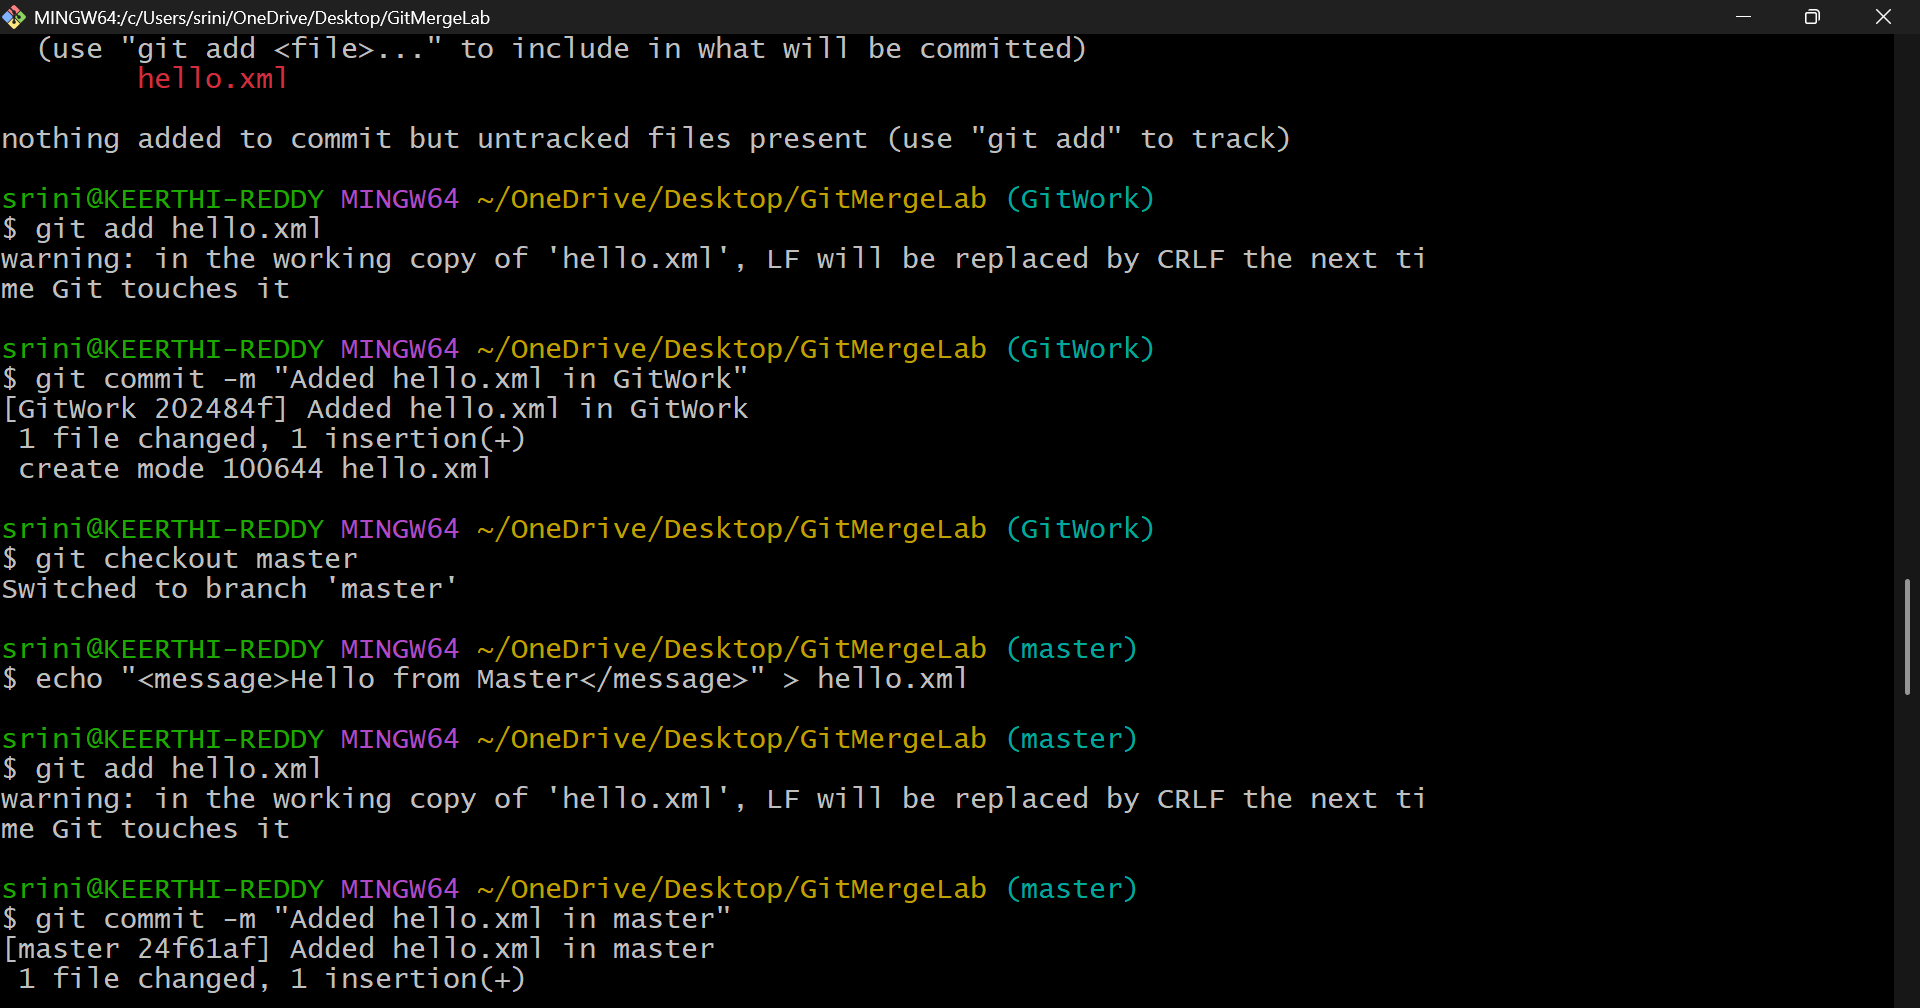 MINGW64:/c/Users/srini/OneDrive/Desktop/GitMergeLab
  (use "git add <file>..." to include in what will be committed)
        hello.xml

nothing added to commit but untracked files present (use "git add" to track)

srini@KEERTHI-REDDY MINGW64 ~/OneDrive/Desktop/GitMergeLab (GitWork)
$ git add hello.xml
warning: in the working copy of 'hello.xml', LF will be replaced by CRLF the next ti
me Git touches it

srini@KEERTHI-REDDY MINGW64 ~/OneDrive/Desktop/GitMergeLab (GitWork)
$ git commit -m "Added hello.xml in GitWork"
[GitWork 202484f] Added hello.xml in GitWork
 1 file changed, 1 insertion(+)
 create mode 100644 hello.xml

srini@KEERTHI-REDDY MINGW64 ~/OneDrive/Desktop/GitMergeLab (GitWork)
$ git checkout master
Switched to branch 'master'

srini@KEERTHI-REDDY MINGW64 ~/OneDrive/Desktop/GitMergeLab (master)
$ echo "<message>Hello from Master</message>" > hello.xml

srini@KEERTHI-REDDY MINGW64 ~/OneDrive/Desktop/GitMergeLab (master)
$ git add hello.xml
warning: in the working copy of 'hello.xml', LF will be replaced by CRLF the next ti
me Git touches it

srini@KEERTHI-REDDY MINGW64 ~/OneDrive/Desktop/GitMergeLab (master)
$ git commit -m "Added hello.xml in master"
[master 24f61af] Added hello.xml in master
 1 file changed, 1 insertion(+)